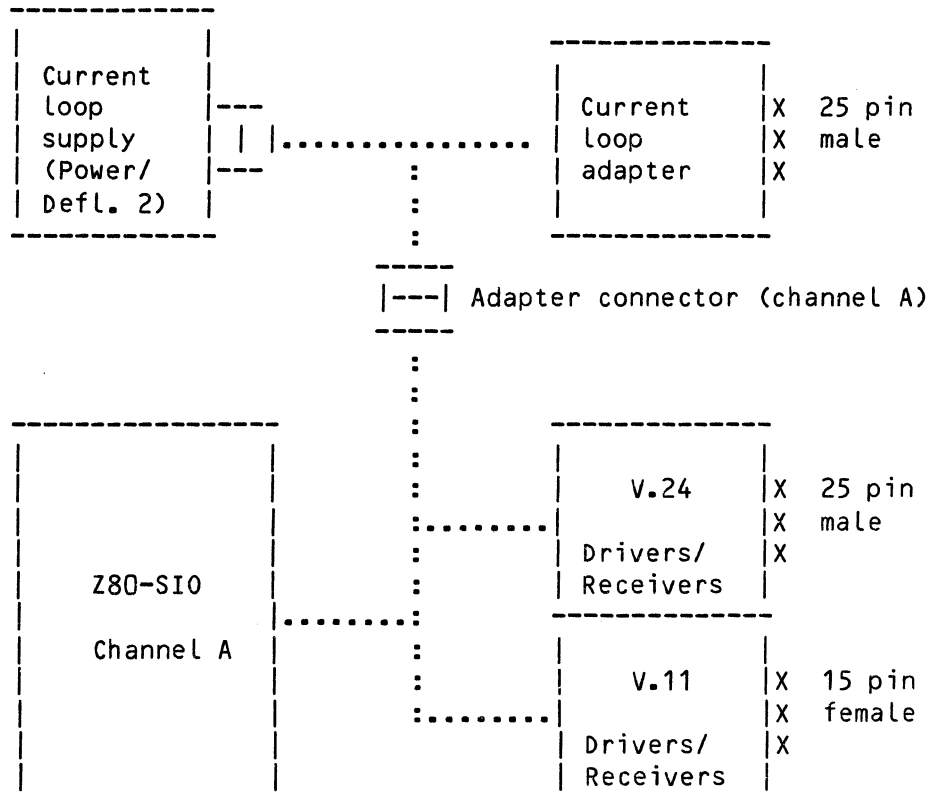 Current
loop
supply
(Power/
Defl. 2)
Current
loop
adapter
X 25 pin
X male
X
Adapter connector (channel A)
Z80-SIO
Channel A
V.24
Drivers/
Receivers
X 25 pin
X male
X
V.11
Drivers/
Receivers
X 15 pin
X female
X